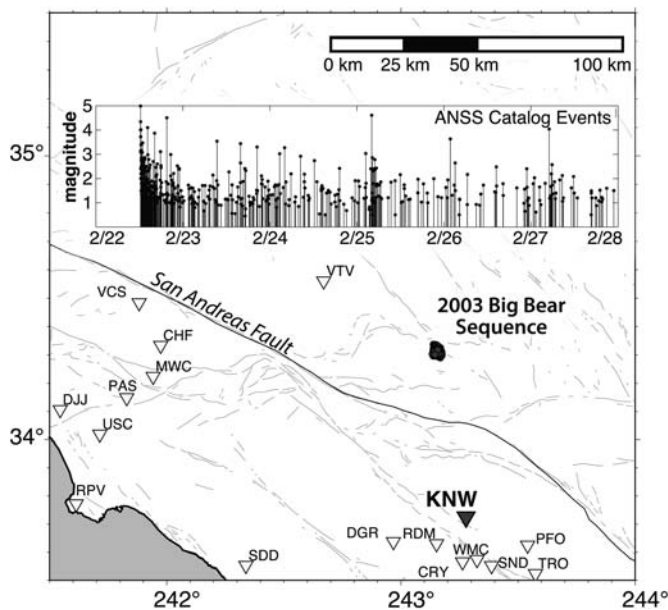 0 km 25 km 50 km 100 km
ANSS Catalog Events
magnitude
5
4
3
2
1
2/22 2/23 2/24 2/25 2/26 2/27 2/28
35°
34°
VTV
VCS
San Andreas Fault
2003 Big Bear
Sequence
CHF
MWC
PAS
DJJ
USC
RPV
KNW
DGR
RDM
WMC
PFO
SDD
CRY
SND
TRO
242°
243°
244°